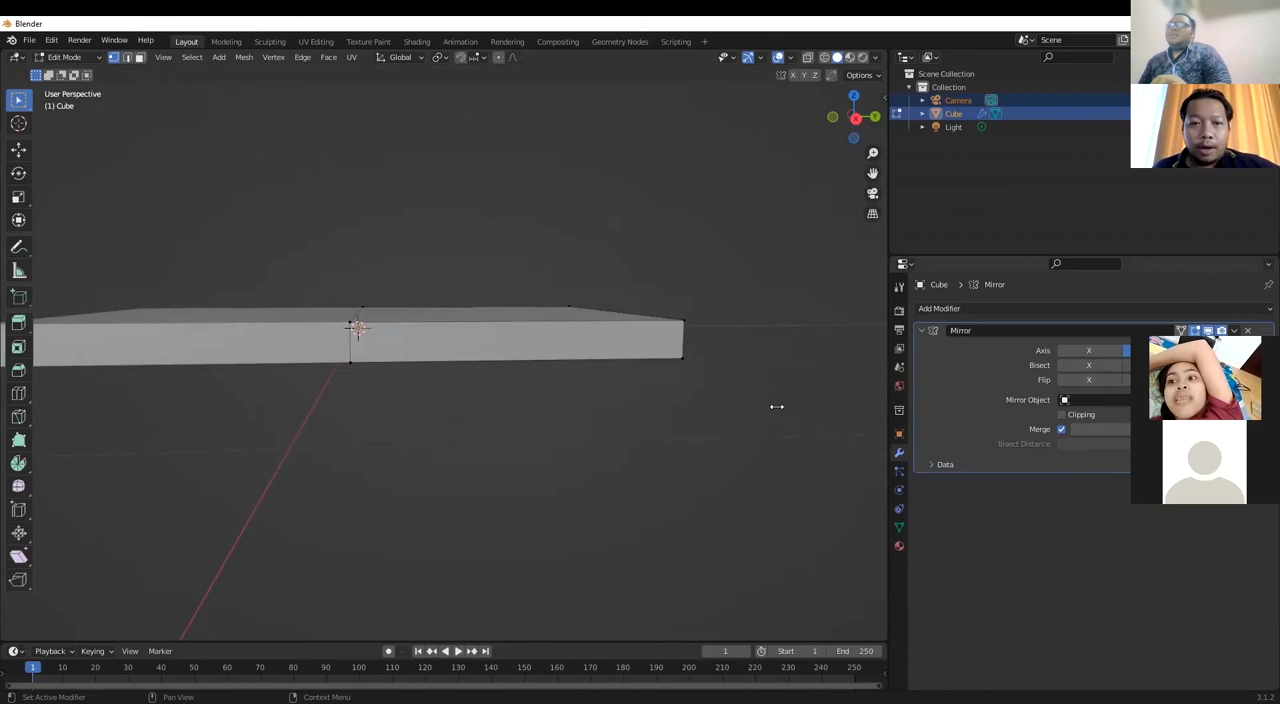 Blender
File Edit Render Window Help Layout Modeling Sculpting UV Editing Texture Paint Shading Animation Rendering Compositing Geometry Nodes Scripting + Scene
Edit Mode View Select Add Mesh Vertex Edge Face UV Global
X Y Z Options
User Perspective
(1) Cube
Z
X
Y
Scene Collection
Collection
Camera
Cube
Light
Cube > Mirror
Add Modifier
Mirror
Axis X
Bisect X
Flip X
Mirror Object
Clipping
Merge
Bisect Distance
Data
Playback Keying View Marker 1 Start 1 End 250
1 10 20 30 40 50 60 70 80 90 100 110 120 130 140 150 160 170 180 190 200 210 220 230 240 250
Set Active Modifier Pan View Context Menu 3.1.2